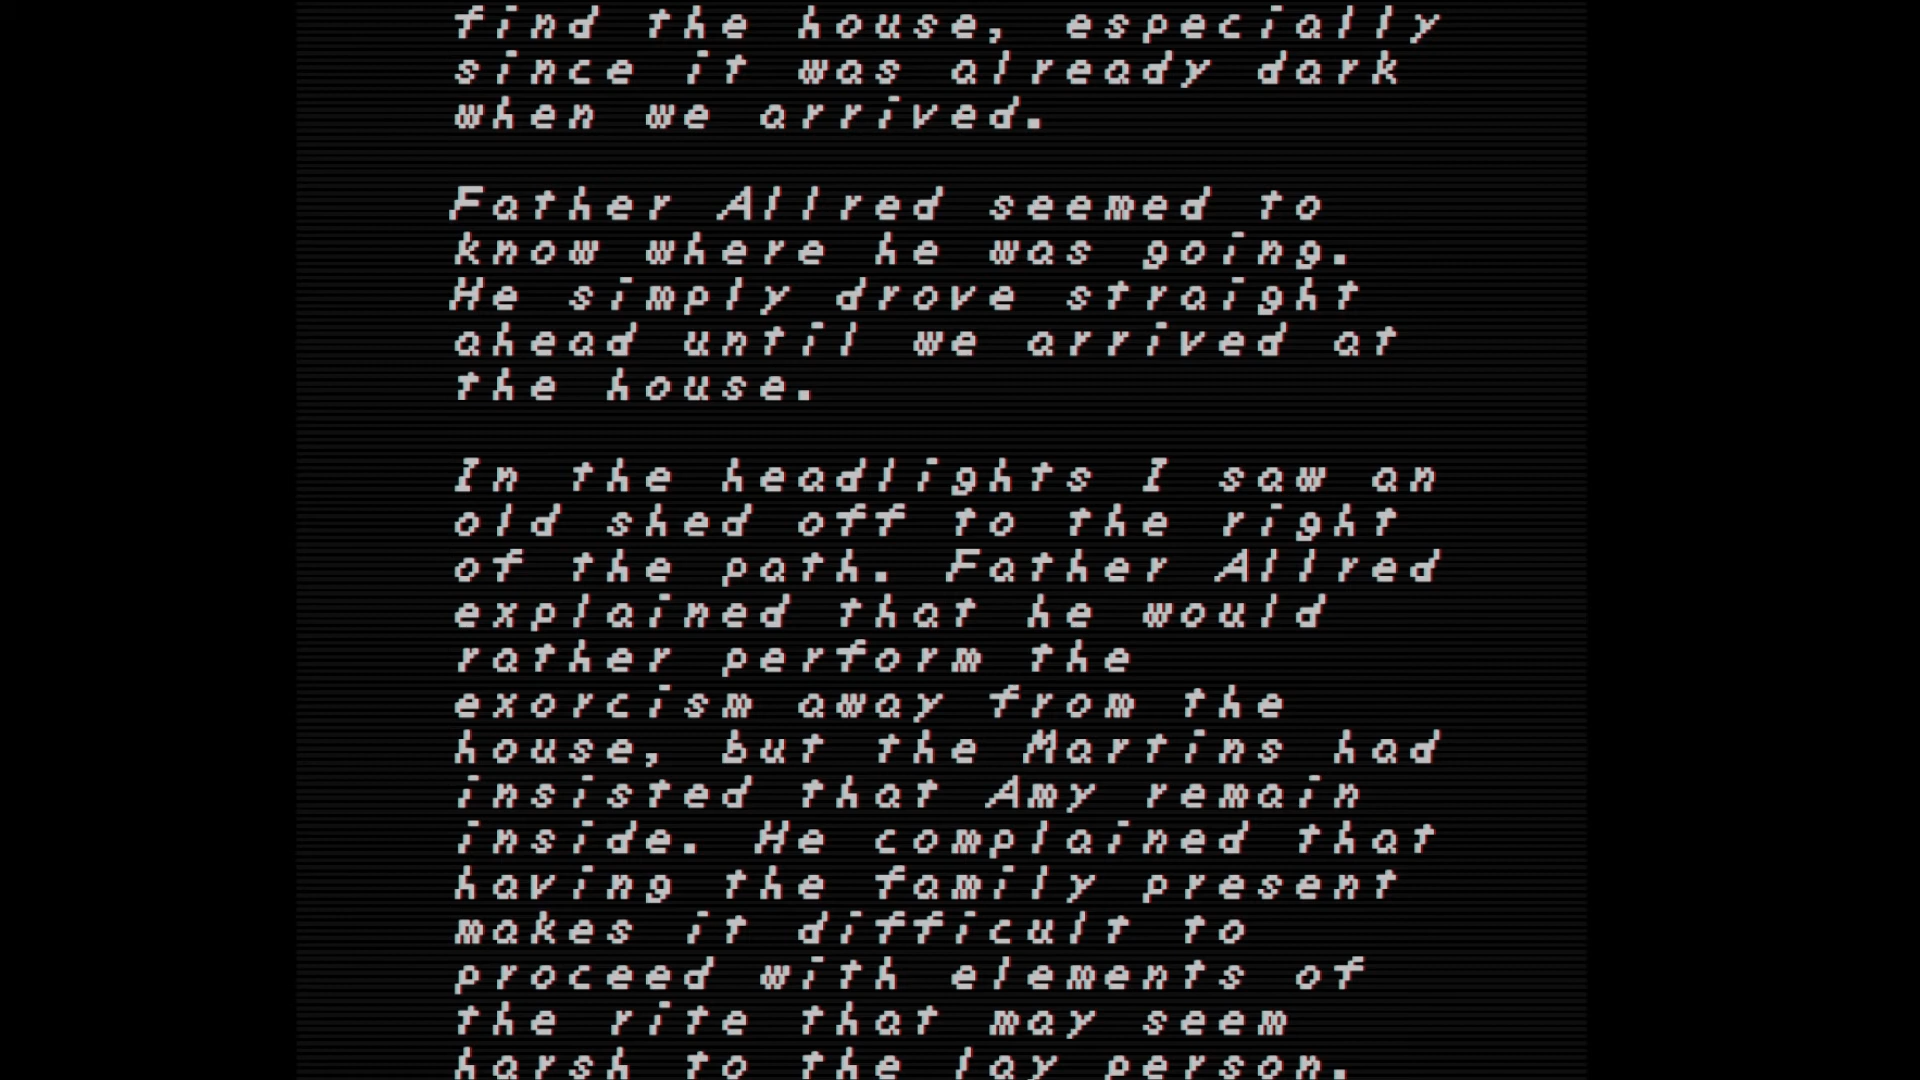 find the house, especially
since it was already dark
when we arrived.
Father Allred seemed to
know where he was going.
He simply drove straight
ahead until we arrived at
the house.
In the headlights I saw an
old shed off to the right
of the path. Father Allred
explained that he would
rather perform the
exorcism away from the
house, but the Martins had
insisted that Amy remain
inside. He complained that
having the family present
makes it difficult to
proceed with elements of
the rite that may seem
harsh to the lay person.